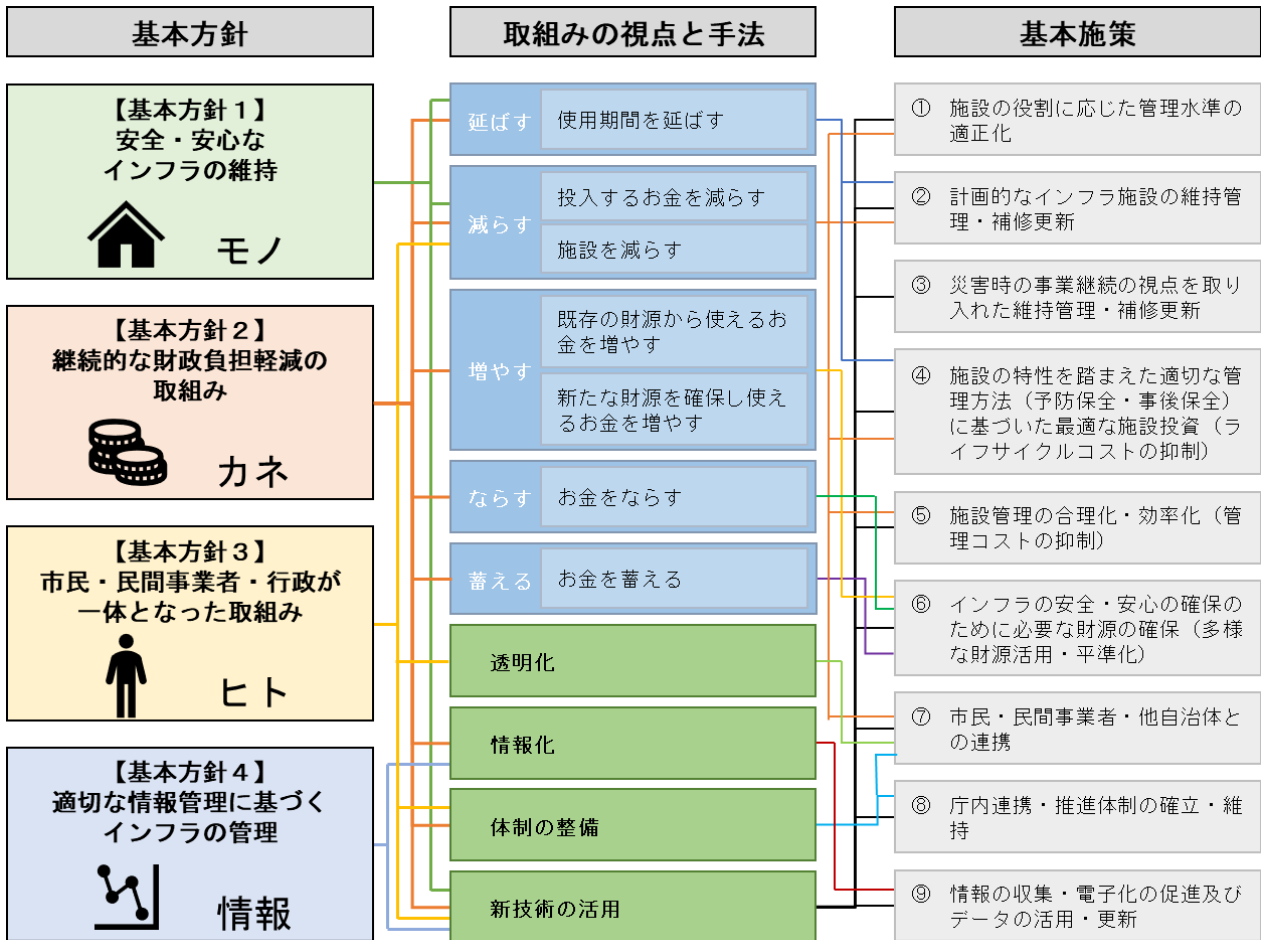 基本方針
【基本方針１】
安全・安心な
インフラの維持
モノ
【基本方針２】
継続的な財政負担軽減の
取組み
カネ
【基本方針３】
市民・民間事業者・行政が
一体となった取組み
ヒト
【基本方針４】
適切な情報管理に基づく
インフラの管理
情報
取組みの視点と手法
延ばす
使用期間を延ばす
減らす
投入するお金を減らす
施設を減らす
増やす
既存の財源から使えるお
金を増やす
新たな財源を確保し使え
るお金を増やす
ならす
お金をならす
蓄える
お金を蓄える
透明化
情報化
体制の整備
新技術の活用
基本施策
① 施設の役割に応じた管理水準の
適正化
② 計画的なインフラ施設の維持管
理・補修更新
③ 災害時の事業継続の視点を取り
入れた維持管理・補修更新
④ 施設の特性を踏まえた適切な管
理方法（予防保全・事後保全）
に基づいた最適な施設投資（ラ
イフサイクルコストの抑制）
⑤ 施設管理の合理化・効率化（管
理コストの抑制）
⑥ インフラの安全・安心の確保の
ために必要な財源の確保（多様
な財源活用・平準化）
⑦ 市民・民間事業者・他自治体と
の連携
⑧ 庁内連携・推進体制の確立・維
持
⑨ 情報の収集・電子化の促進及び
データの活用・更新